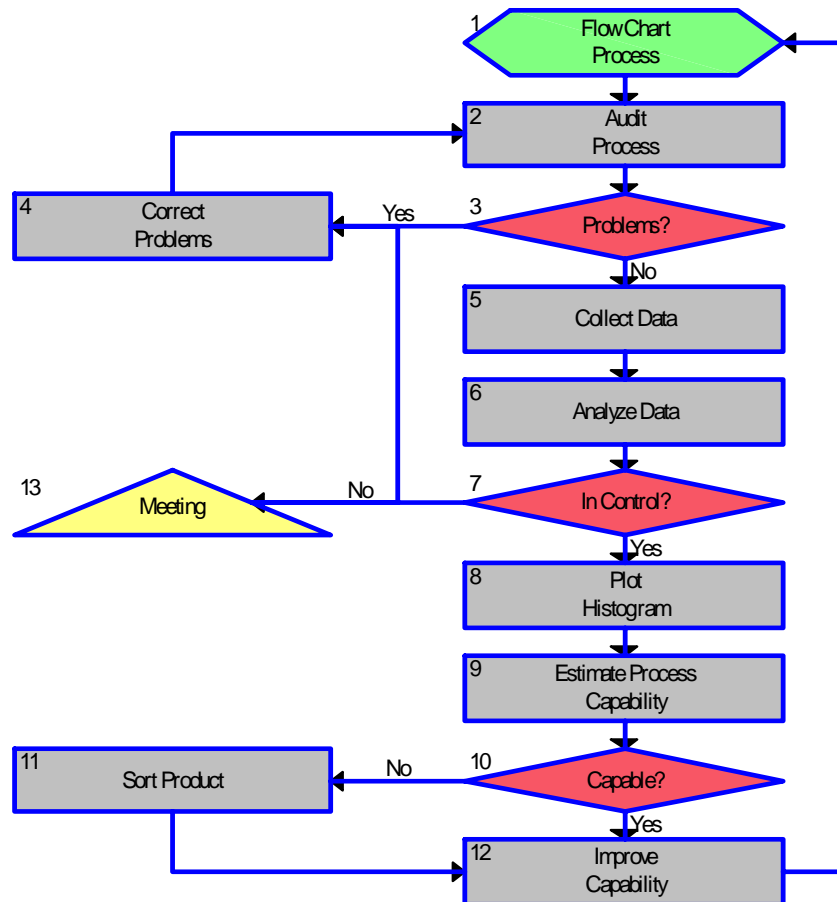 1
Flow Chart
Process
2
Audit
Process
4
Correct
Problems
Yes
3
Problems?
No
5
Collect Data
6
Analyze Data
13
Meeting
No
7
In Control?
Yes
8
Plot
Histogram
9
Estimate Process
Capability
11
Sort Product
No
10
Capable?
Yes
12
Improve
Capability